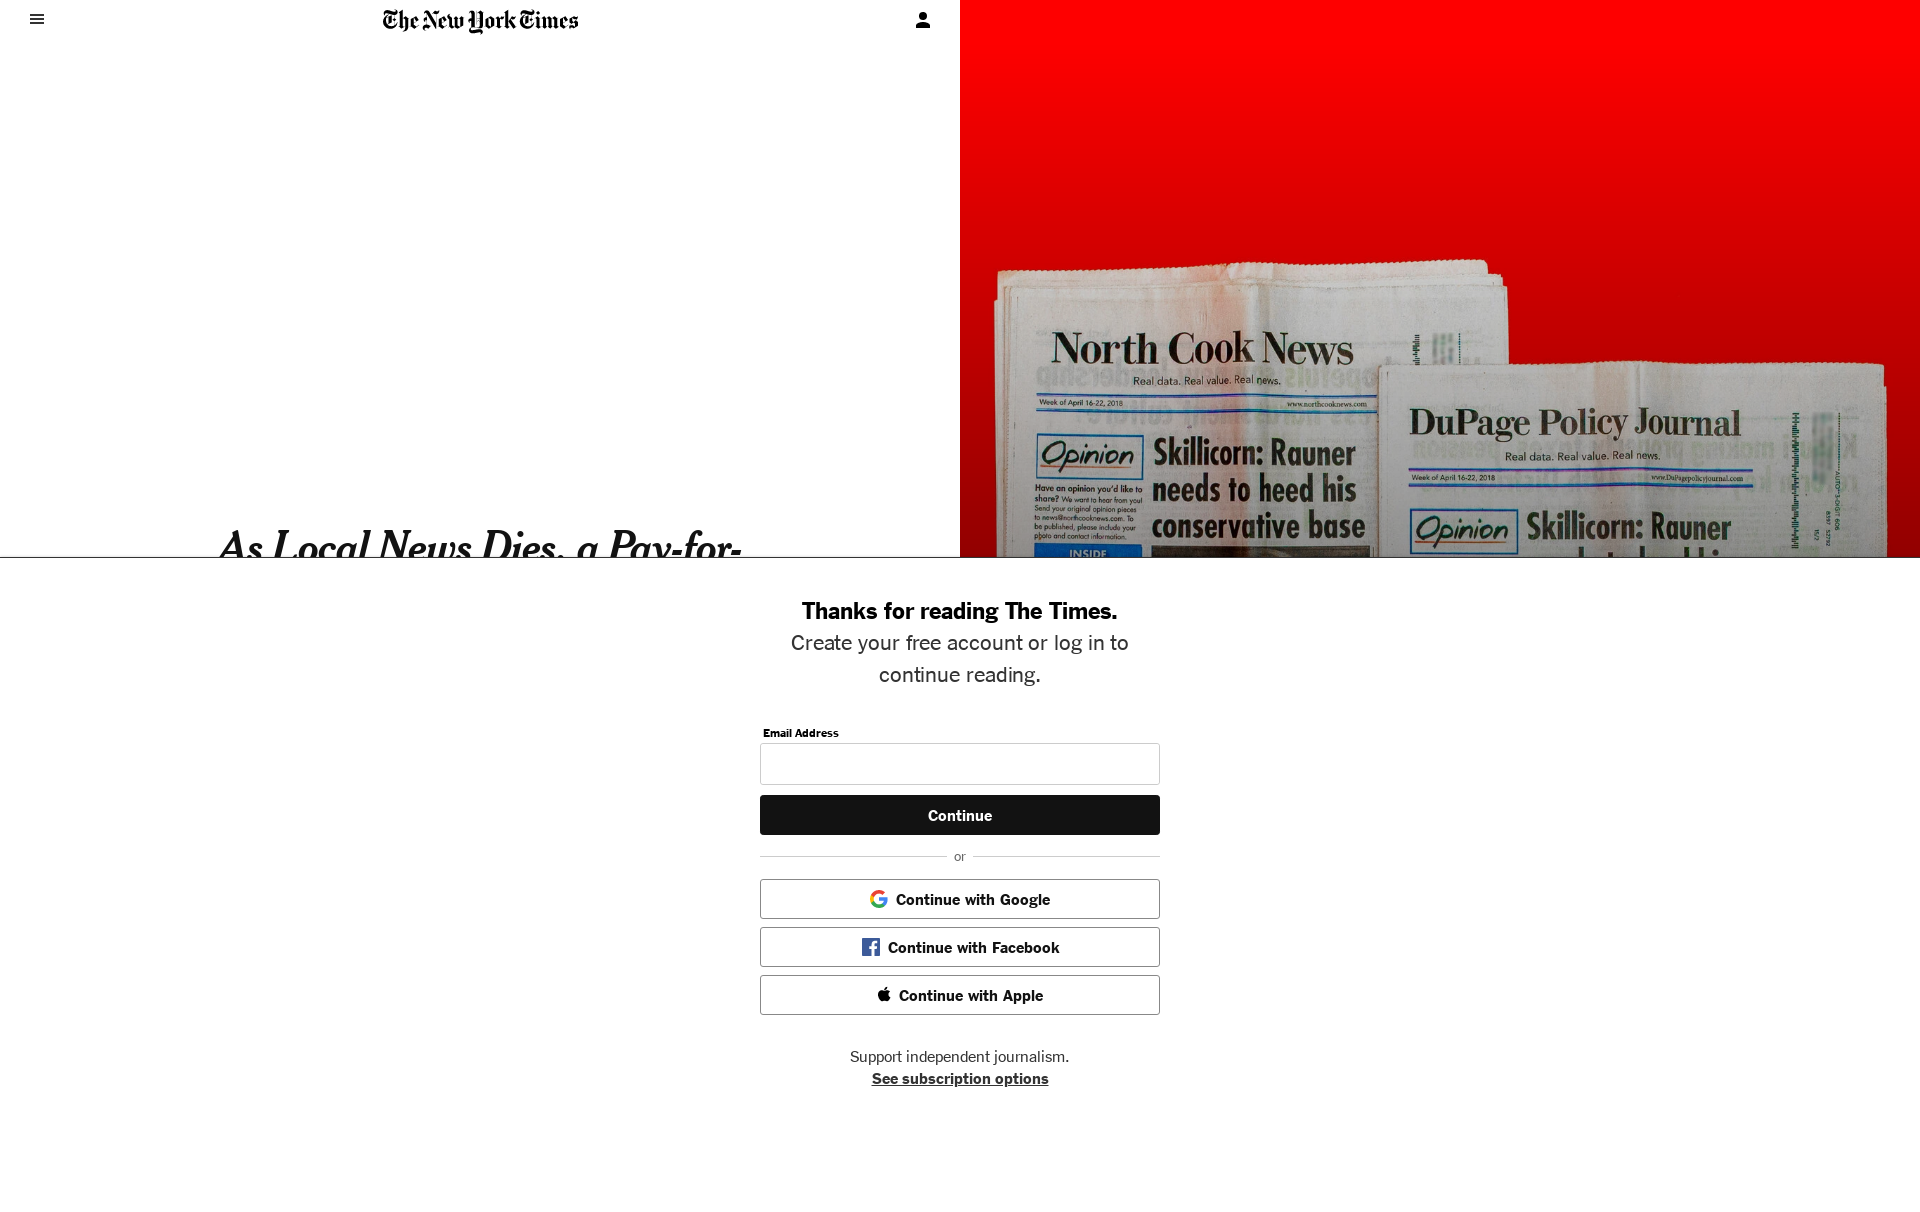 The New York Times
North Cook News
Real data. Real value. Real news.
Week of April 16-22, 2018
www.northcooknews.com
Opinion
Have an opinion you'd like to
share? We want to hear from you!
Send your original opinion pieces
to news@northcooknews.com. To
be published, please include your
photo and contact information.
INSIDE
Skillicorn: Rauner
needs to heed his
conservative base
DuPage Policy Journal
Real data. Real value. Real news.
Week of April 16-22, 2018
www.DuPagepolicyjournal.com
Opinion
Skillicorn: Rauner
As Local News Dies, a Pay-for-
Thanks for reading The Times.
Create your free account or log in to
continue reading.
Email Address
Continue
or
Continue with Google
Continue with Facebook
Continue with Apple
Support independent journalism.
See subscription options